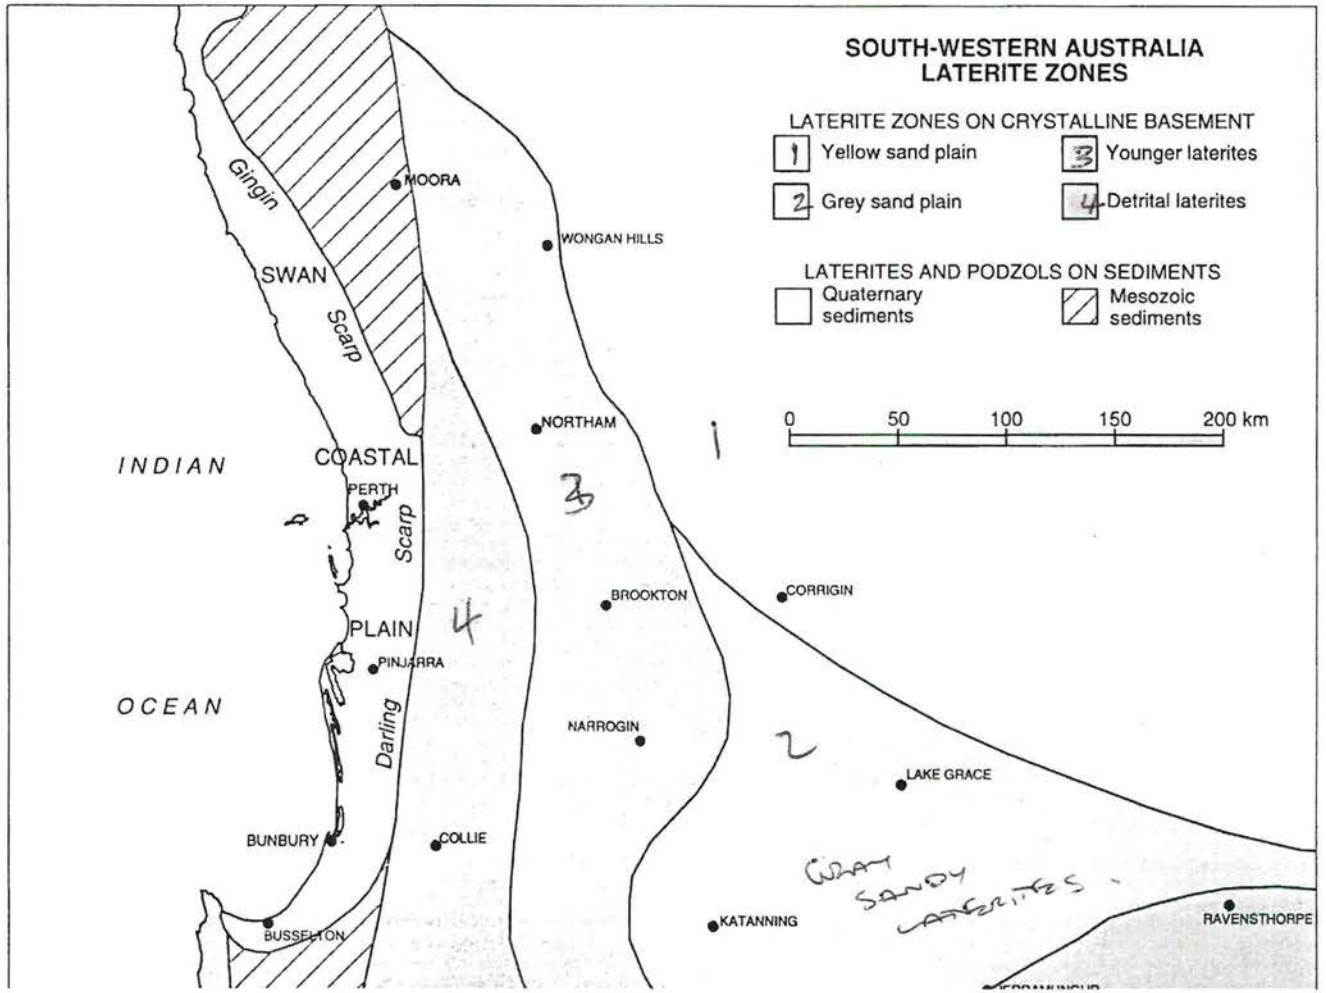 SOUTH-WESTERN AUSTRALIA
LATERITE ZONES
LATERITE ZONES ON CRYSTALLINE BASEMENT
1 Yellow sand plain
3 Younger laterites
2 Grey sand plain
4 Detrital laterites
LATERITES AND PODZOLS ON SEDIMENTS
Quaternary
sediments
Mesozoic
sediments
0 50 100 150 200 km
Gingin
MOORA
WONGAN HILLS
SWAN
Scarp
NORTHAM
1
INDIAN
COASTAL
PERTH
3
Scarp
BROOKTON
CORRIGIN
4
PLAIN
PINJARRA
OCEAN
Darling
NARROGIN
2
LAKE GRACE
BUNBURY
COLLIE
GRAY
SANDY
LATERITES
BUSSELTON
KATANNING
RAVENSTHORPE